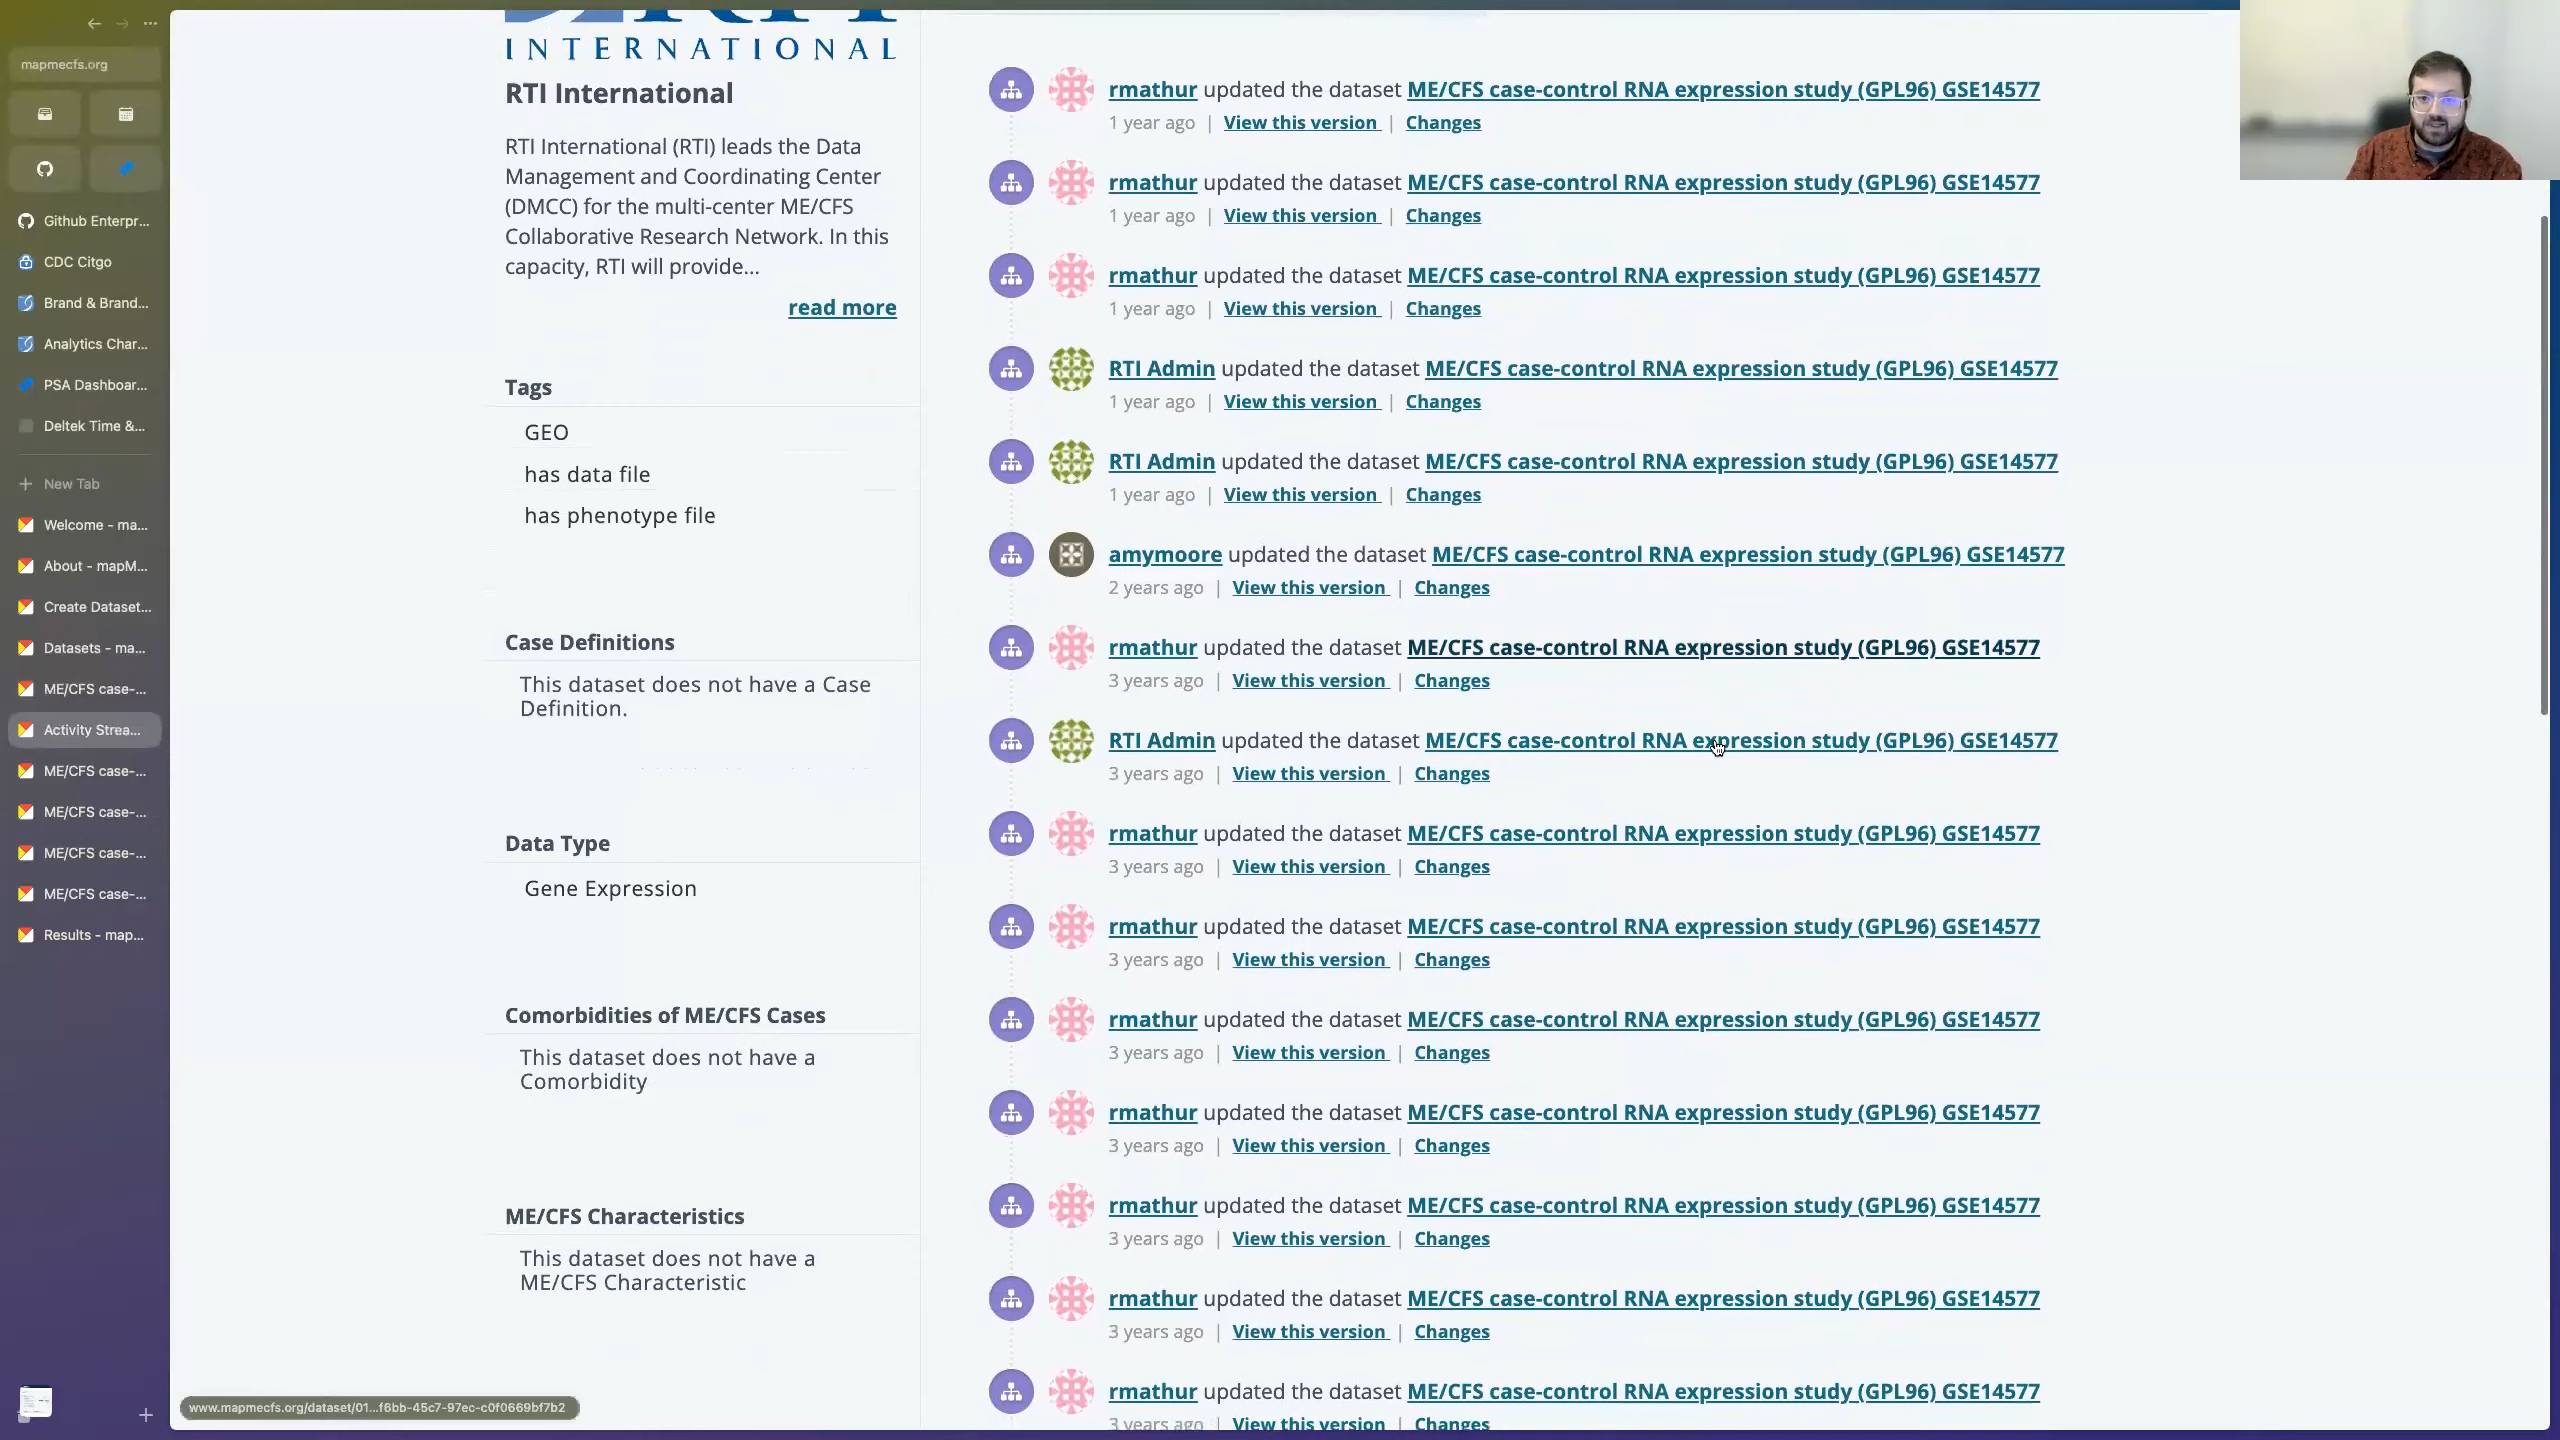 mapmecfs.org
Github Enterpr...
CDC Citgo
Brand & Brand...
Analytics Char...
PSA Dashboar...
Deltek Time &...
New Tab
Welcome - ma...
About - mapM...
Create Dataset...
Datasets - ma...
ME/CFS case-...
Activity Strea...
ME/CFS case-...
ME/CFS case-...
ME/CFS case-...
ME/CFS case-...
Results - map...
INTERNATIONAL
RTI International
RTI International (RTI) leads the Data
Management and Coordinating Center
(DMCC) for the multi-center ME/CFS
Collaborative Research Network. In this
capacity, RTI will provide...
read more
Tags
GEO
has data file
has phenotype file
Case Definitions
This dataset does not have a Case
Definition.
Data Type
Gene Expression
Comorbidities of ME/CFS Cases
This dataset does not have a
Comorbidity
ME/CFS Characteristics
This dataset does not have a
ME/CFS Characteristic
www.mapmecfs.org/dataset/01...f6bb-45c7-97ec-c0f0669bf7b2
rmathur updated the dataset ME/CFS case-control RNA expression study (GPL96) GSE14577
1 year ago | View this version | Changes
rmathur updated the dataset ME/CFS case-control RNA expression study (GPL96) GSE14577
1 year ago | View this version | Changes
rmathur updated the dataset ME/CFS case-control RNA expression study (GPL96) GSE14577
1 year ago | View this version | Changes
RTI Admin updated the dataset ME/CFS case-control RNA expression study (GPL96) GSE14577
1 year ago | View this version | Changes
RTI Admin updated the dataset ME/CFS case-control RNA expression study (GPL96) GSE14577
1 year ago | View this version | Changes
amymoore updated the dataset ME/CFS case-control RNA expression study (GPL96) GSE14577
2 years ago | View this version | Changes
rmathur updated the dataset ME/CFS case-control RNA expression study (GPL96) GSE14577
3 years ago | View this version | Changes
RTI Admin updated the dataset ME/CFS case-control RNA expression study (GPL96) GSE14577
3 years ago | View this version | Changes
rmathur updated the dataset ME/CFS case-control RNA expression study (GPL96) GSE14577
3 years ago | View this version | Changes
rmathur updated the dataset ME/CFS case-control RNA expression study (GPL96) GSE14577
3 years ago | View this version | Changes
rmathur updated the dataset ME/CFS case-control RNA expression study (GPL96) GSE14577
3 years ago | View this version | Changes
rmathur updated the dataset ME/CFS case-control RNA expression study (GPL96) GSE14577
3 years ago | View this version | Changes
rmathur updated the dataset ME/CFS case-control RNA expression study (GPL96) GSE14577
3 years ago | View this version | Changes
rmathur updated the dataset ME/CFS case-control RNA expression study (GPL96) GSE14577
3 years ago | View this version | Changes
rmathur updated the dataset ME/CFS case-control RNA expression study (GPL96) GSE14577
3 years ago | View this version | Changes